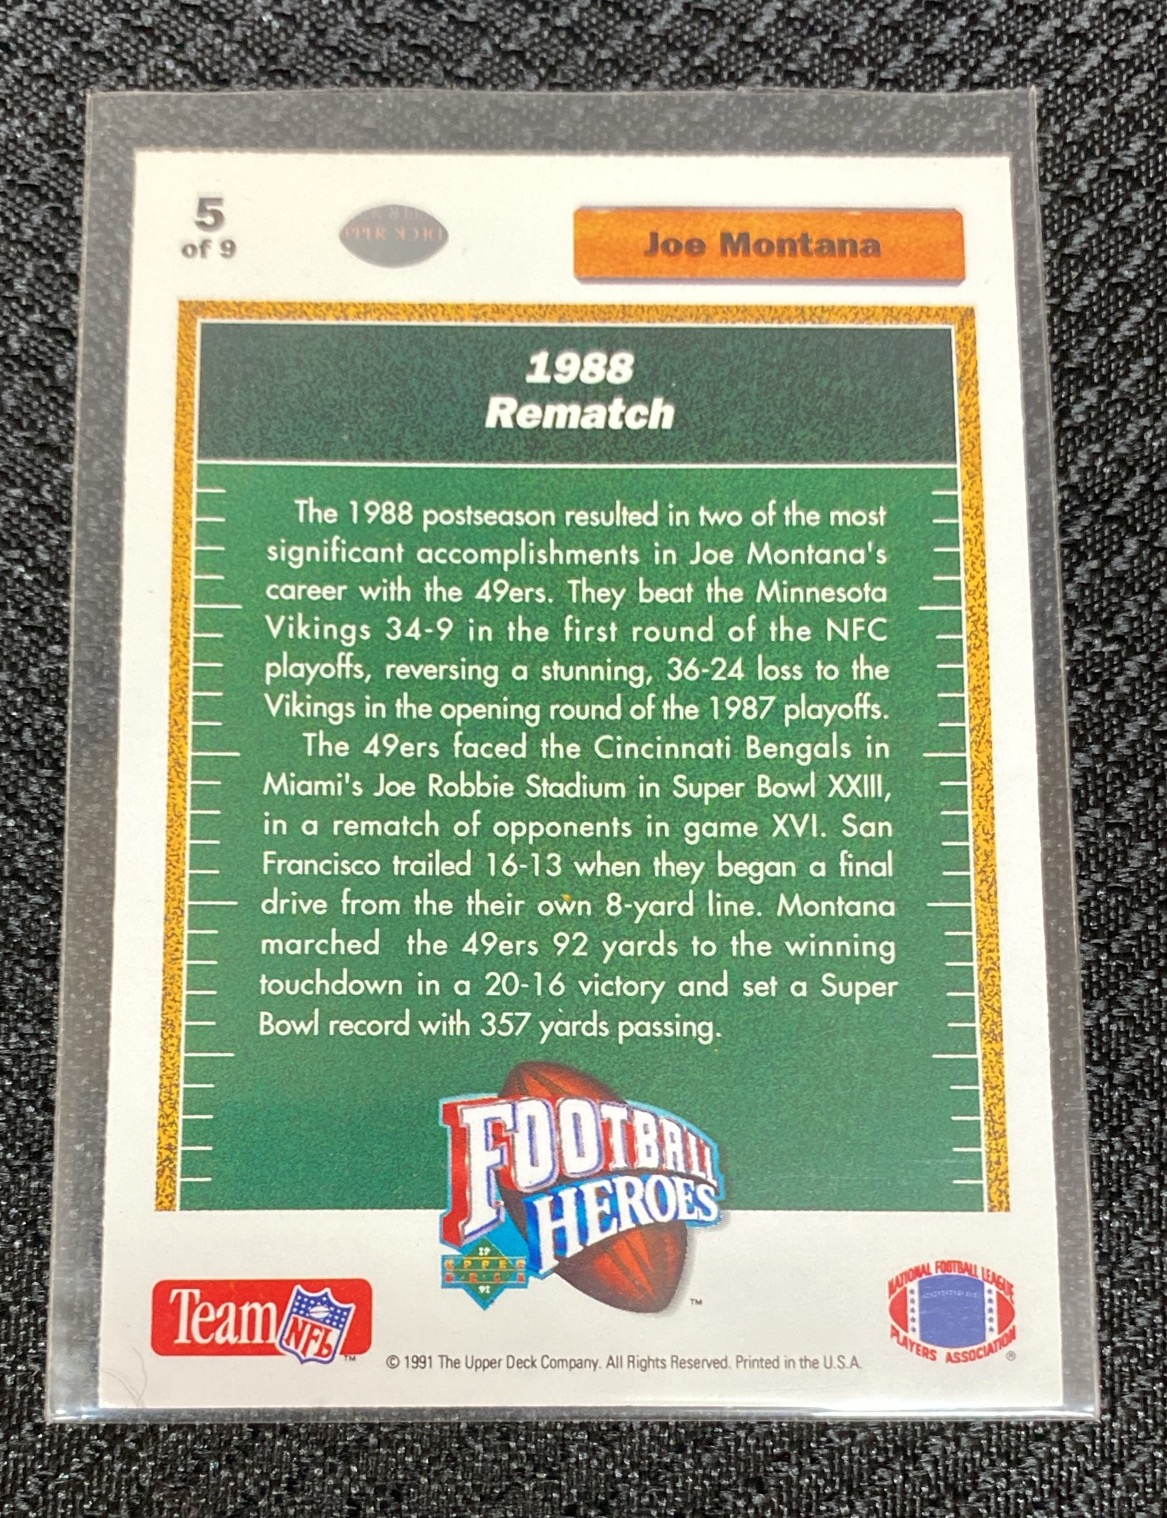 5
of 9
Joe Montana
1988
Rematch
The 1988 postseason resulted in two of the most
significant accomplishments in Joe Montana's
career with the 49ers. They beat the Minnesota
Vikings 34-9 in the first round of the NFC
playoffs, reversing a stunning, 36-24 loss to the
Vikings in the opening round of the 1987 playoffs.
The 49ers faced the Cincinnati Bengals in
Miami's Joe Robbie Stadium in Super Bowl XXIII,
in a rematch of opponents in game XVI. San
Francisco trailed 16-13 when they began a final
drive from the their own 8-yard line. Montana
marched the 49ers 92 yards to the winning
touchdown in a 20-16 victory and set a Super
Bowl record with 357 yards passing.
FOOTBALL
HEROES
19
UPPER
DECK
91
TM
Team NFL TM
NATIONAL FOOTBALL LEAGUE
PLAYERS ASSOCIATION ®
© 1991 The Upper Deck Company. All Rights Reserved. Printed in the U.S.A.